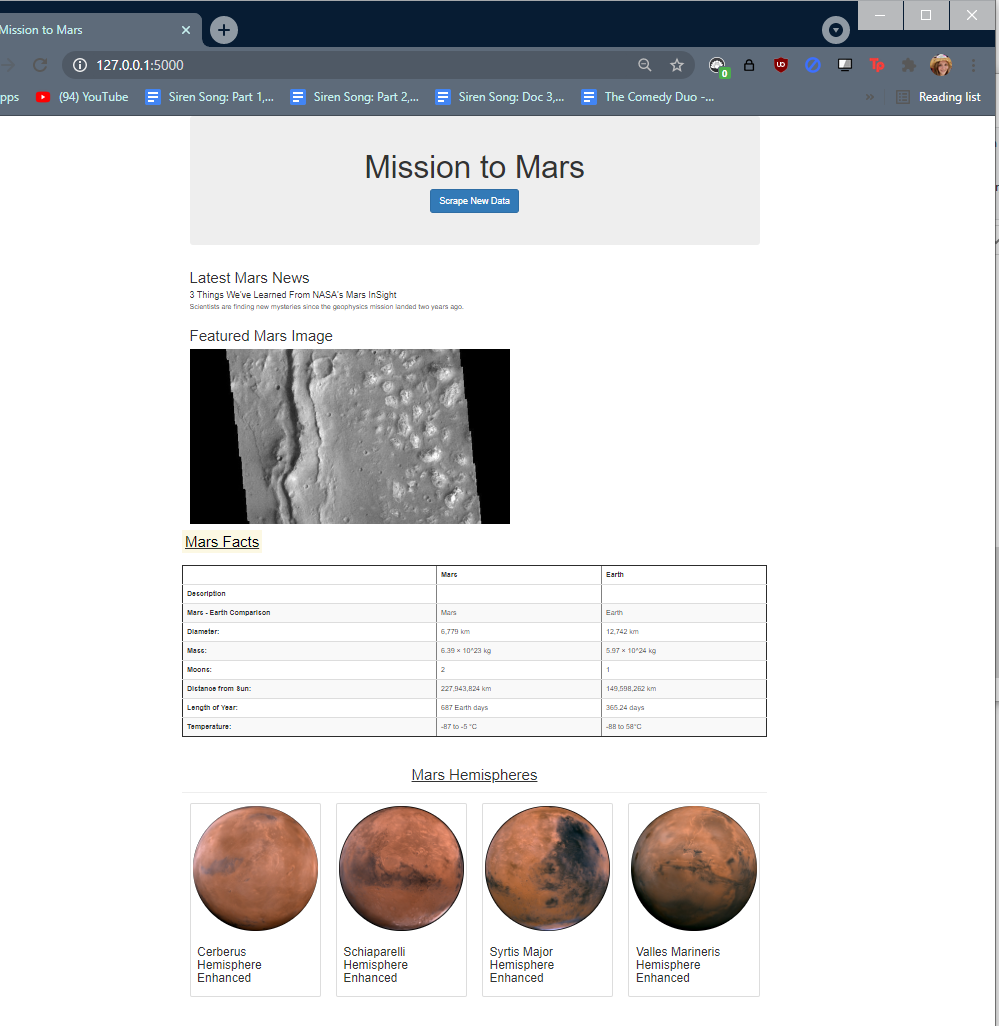 Mission to Mars
127.0.0.1:5000
0
UD
Tp
pps
(94) YouTube
Siren Song: Part 1,...
Siren Song: Part 2,...
Siren Song: Doc 3,...
The Comedy Duo -...
»
Reading list
Mission to Mars
Scrape New Data
Latest Mars News
3 Things We've Learned From NASA's Mars InSight
Scientists are finding new mysteries since the geophysics mission landed two years ago.
Featured Mars Image
Mars Facts
Mars Earth
Description
Mars - Earth Comparison Mars Earth
Diameter: 6,779 km 12,742 km
Mass: 6.39 × 10^23 kg 5.97 × 10^24 kg
Moons: 2 1
Distance from Sun: 227,943,824 km 149,598,262 km
Length of Year: 687 Earth days 365.24 days
Temperature: -87 to -5 °C -88 to 58°C
Mars Hemispheres
Cerberus
Hemisphere
Enhanced
Schiaparelli
Hemisphere
Enhanced
Syrtis Major
Hemisphere
Enhanced
Valles Marineris
Hemisphere
Enhanced